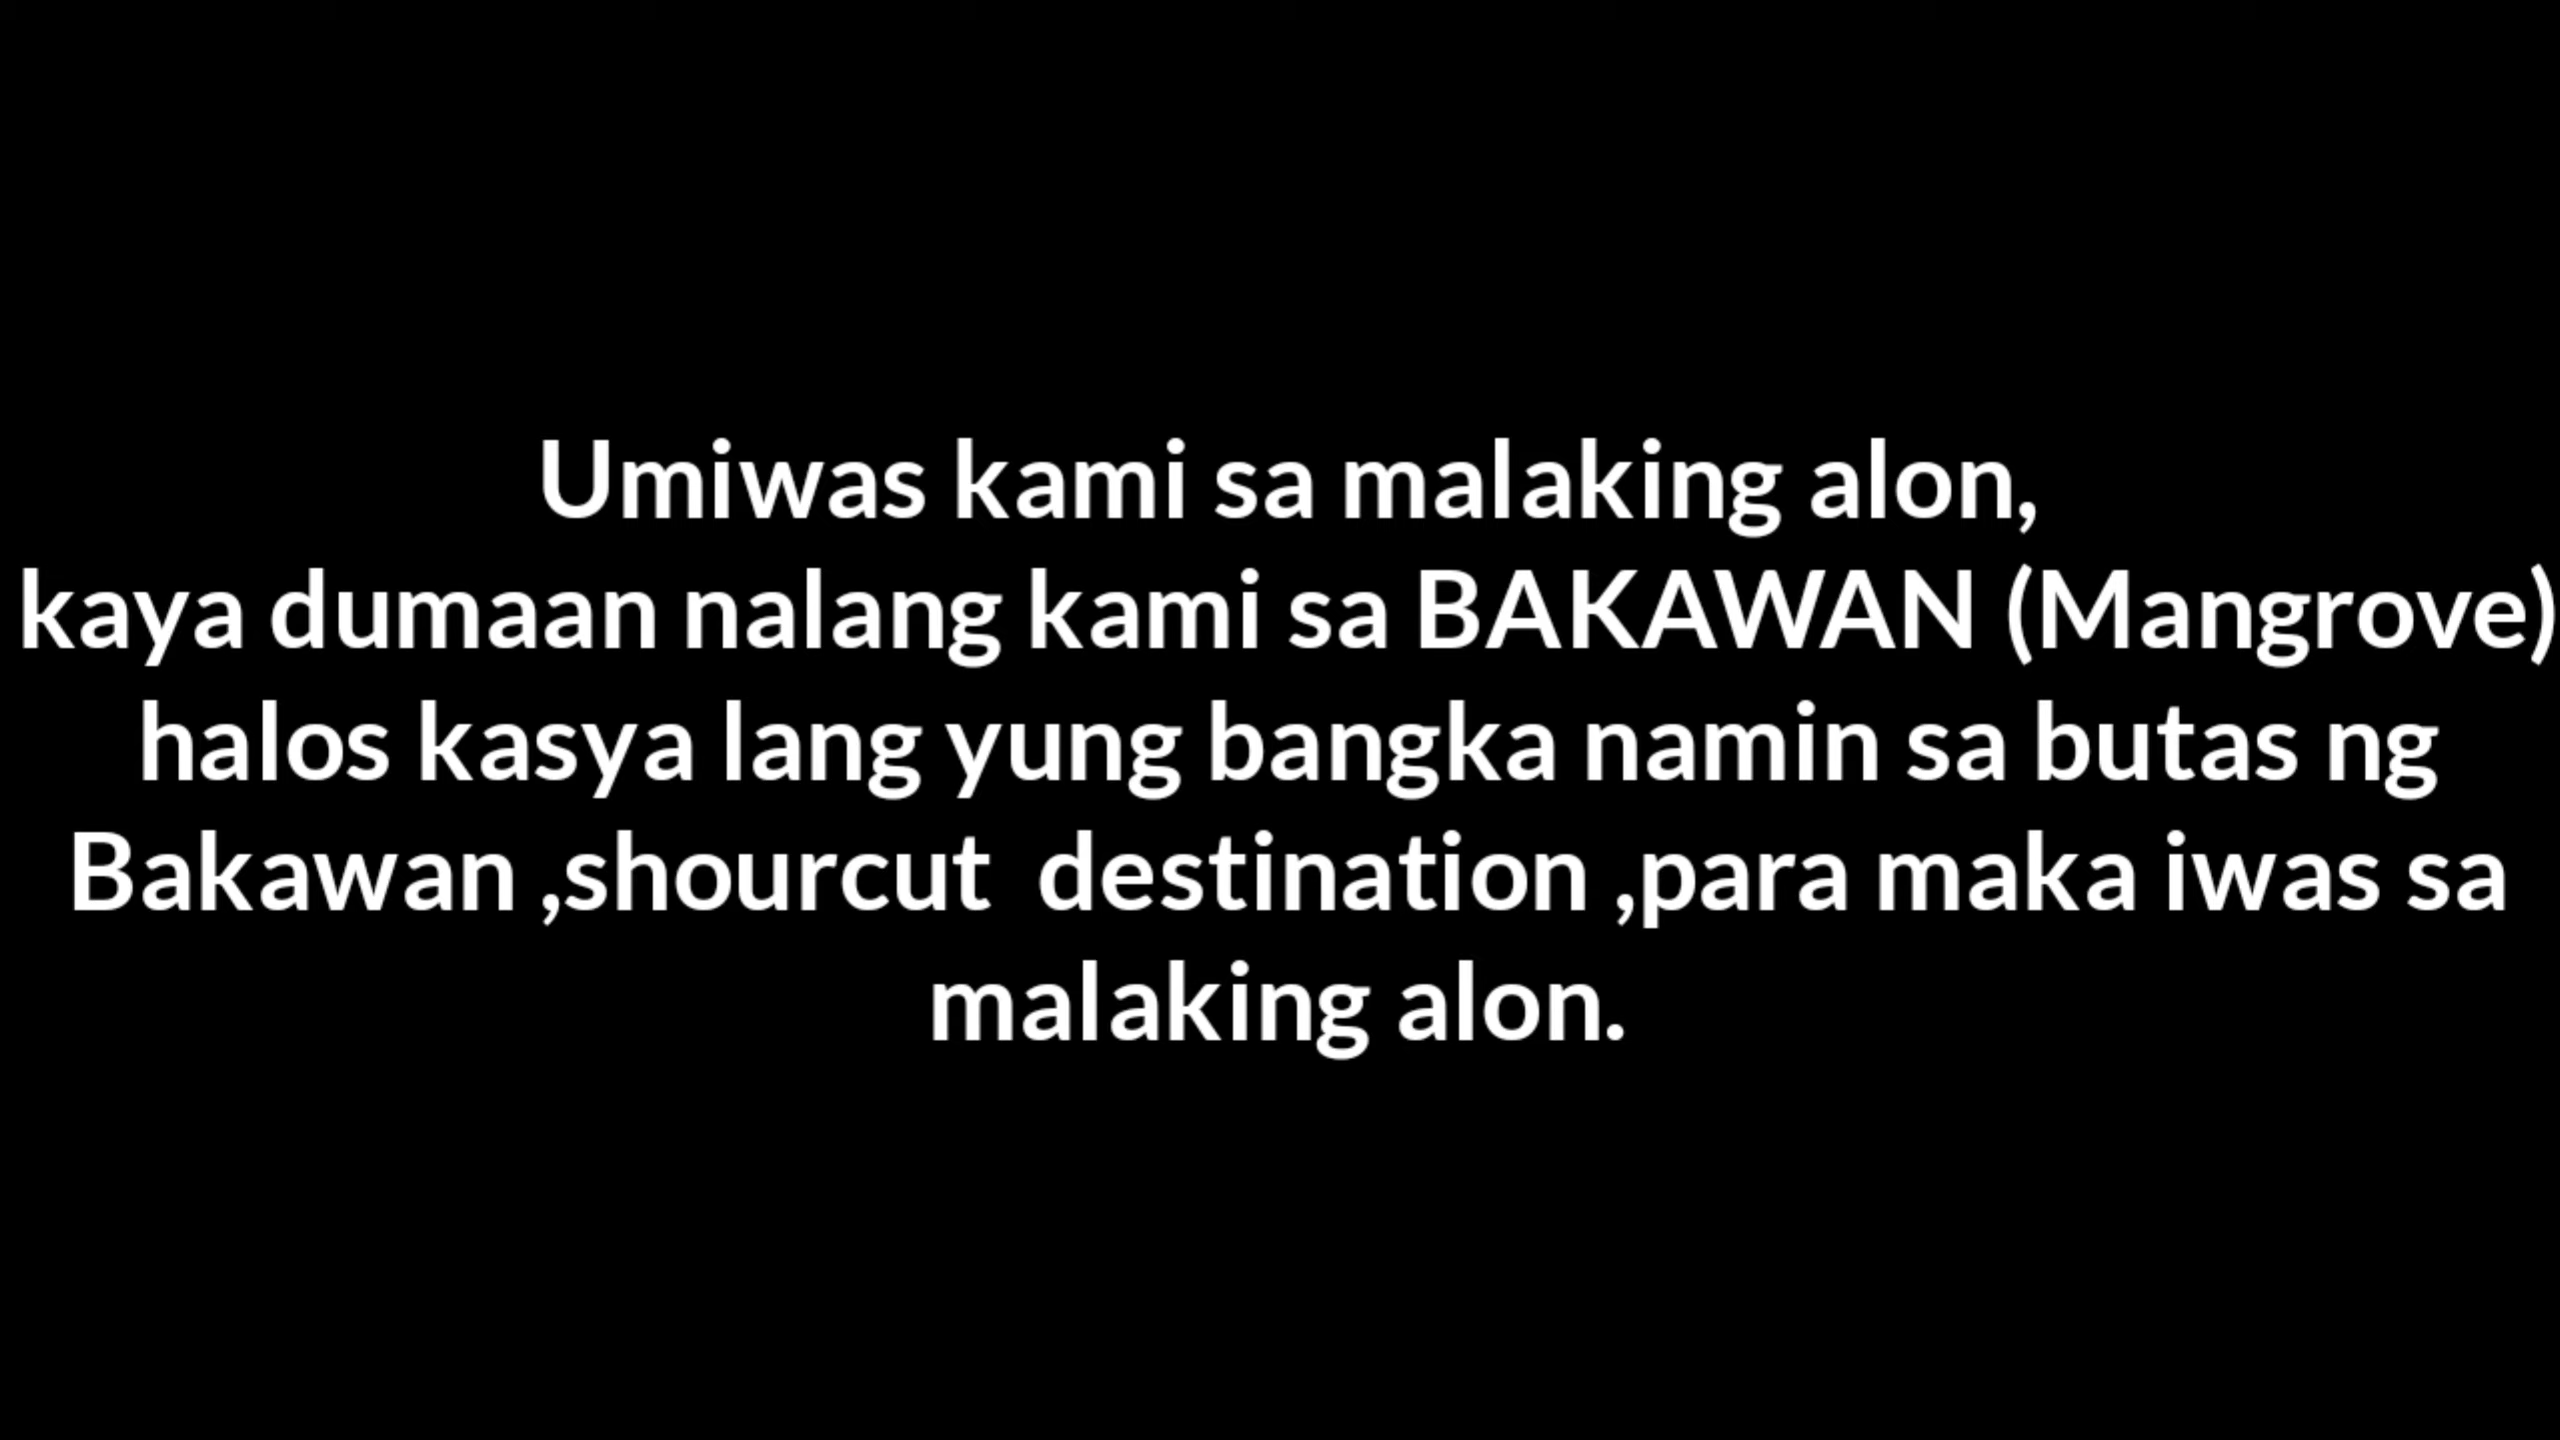 Umiwas kami sa malaking alon,
kaya dumaan nalang kami sa BAKAWAN (Mangrove)
halos kasya lang yung bangka namin sa butas ng
Bakawan ,shourcut  destination ,para maka iwas sa
malaking alon.